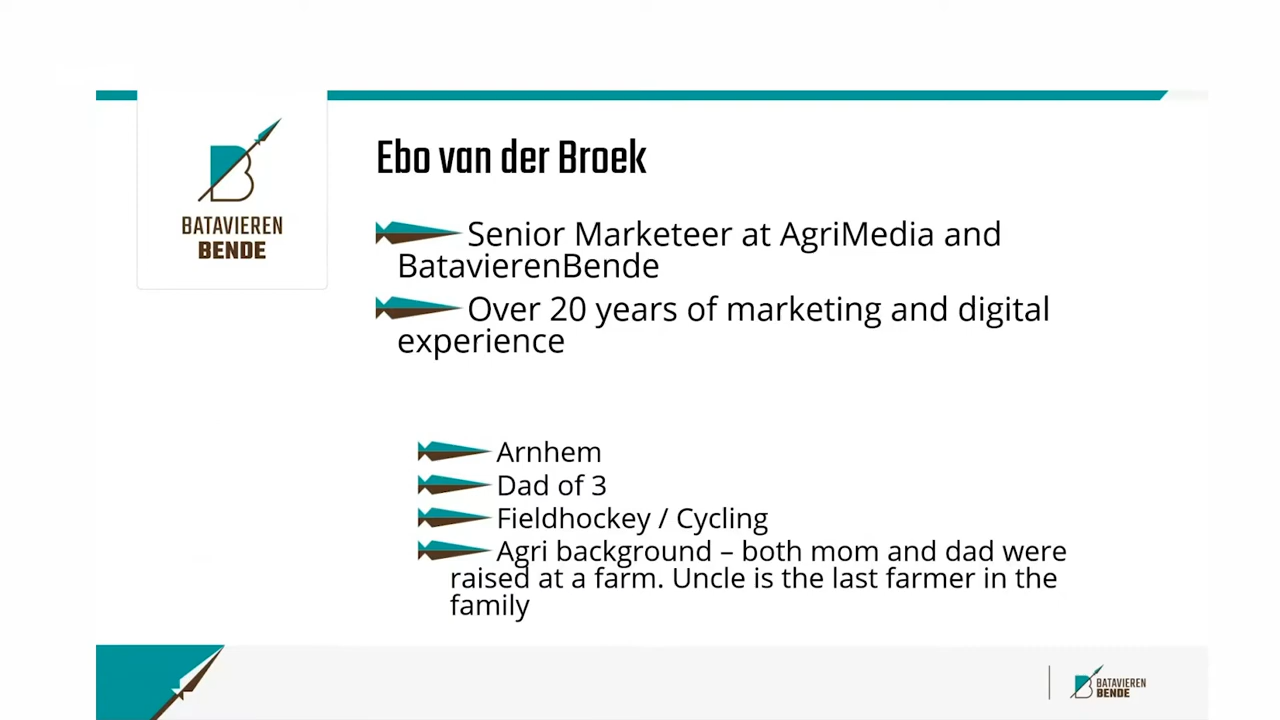 BATAVIEREN
BENDE
Ebo van der Broek
Senior Marketeer at AgriMedia and
BatavierenBende
Over 20 years of marketing and digital
experience
Arnhem
Dad of 3
Fieldhockey / Cycling
Agri background – both mom and dad were
raised at a farm. Uncle is the last farmer in the
family
BATAVIEREN
BENDE